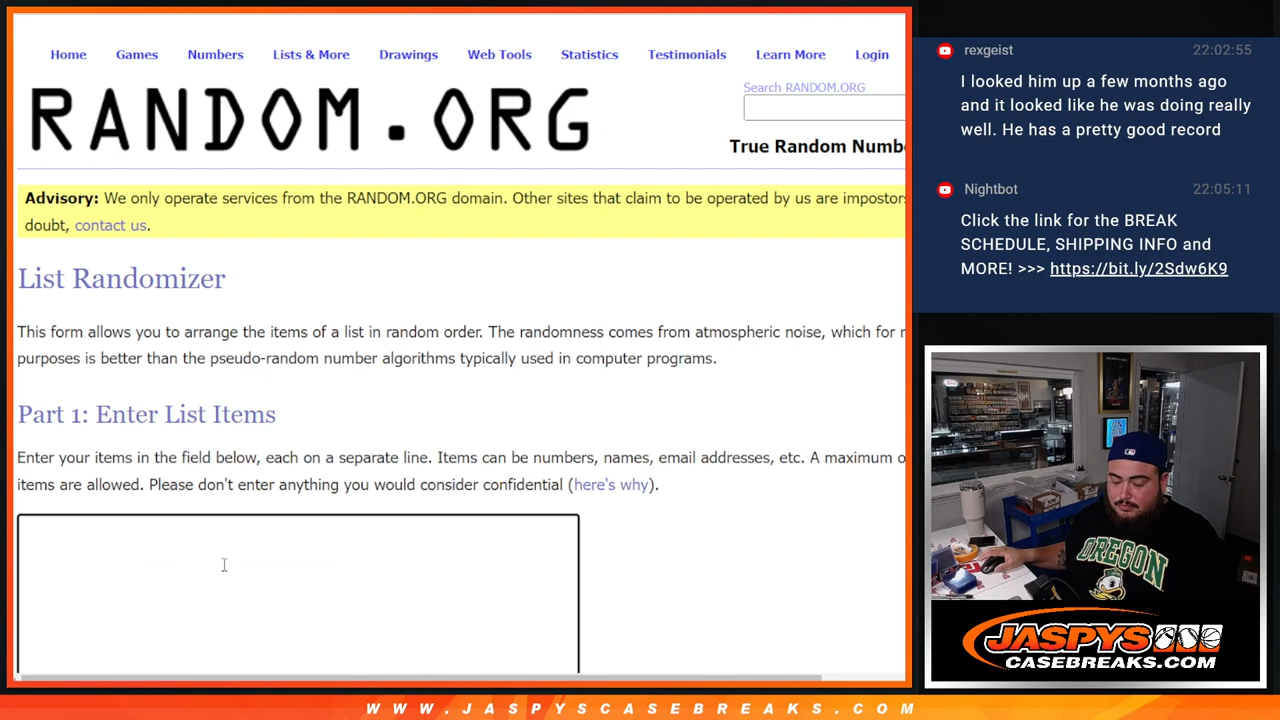 Home Games Numbers Lists & More Drawings Web Tools Statistics Testimonials Learn More Login
Search RANDOM.ORG
RANDOM.ORG
True Random Numb
Advisory: We only operate services from the RANDOM.ORG domain. Other sites that claim to be operated by us are impostors
doubt, contact us.
List Randomizer
This form allows you to arrange the items of a list in random order. The randomness comes from atmospheric noise, which for
purposes is better than the pseudo-random number algorithms typically used in computer programs.
Part 1: Enter List Items
Enter your items in the field below, each on a separate line. Items can be numbers, names, email addresses, etc. A maximum
items are allowed. Please don't enter anything you would consider confidential (here's why).
rexgeist 22:02:55
I looked him up a few months ago
and it looked like he was doing really
well. He has a pretty good record
Nightbot 22:05:11
Click the link for the BREAK
SCHEDULE, SHIPPING INFO and
MORE! >>> https://bit.ly/2Sdw6K9
OREGON
JASPYS
CASEBREAKS.COM
WWW.JASPYSCASEBREAKS.COM